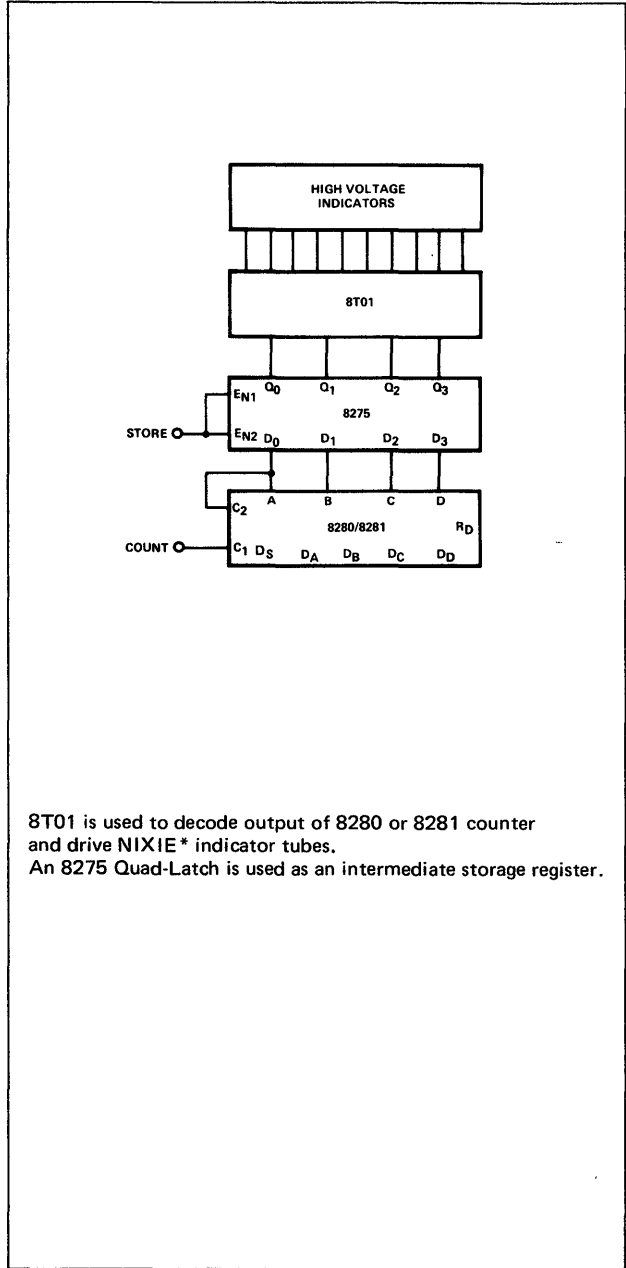 HIGH VOLTAGE
INDICATORS
8T01
EN1 Q0 Q1 Q2 Q3
8275
STORE EN2 D0 D1 D2 D3
C2 A B C D
8280/8281 RD
COUNT C1 DS DA DB DC DD
8T01 is used to decode output of 8280 or 8281 counter
and drive NIXIE* indicator tubes.
An 8275 Quad-Latch is used as an intermediate storage register.